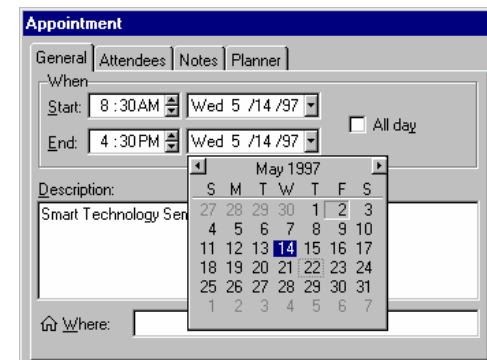 Appointment
General Attendees Notes Planner
When
Start: 8:30AM Wed 5 /14 /97
All day
End: 4:30PM Wed 5 /14 /97
May 1997
S M T W T F S
27 28 29 30 1 2 3
4 5 6 7 8 9 10
11 12 13 14 15 16 17
18 19 20 21 22 23 24
25 26 27 28 29 30 31
1 2 3 4 5 6 7
Description:
Smart Technology Sen
Where: